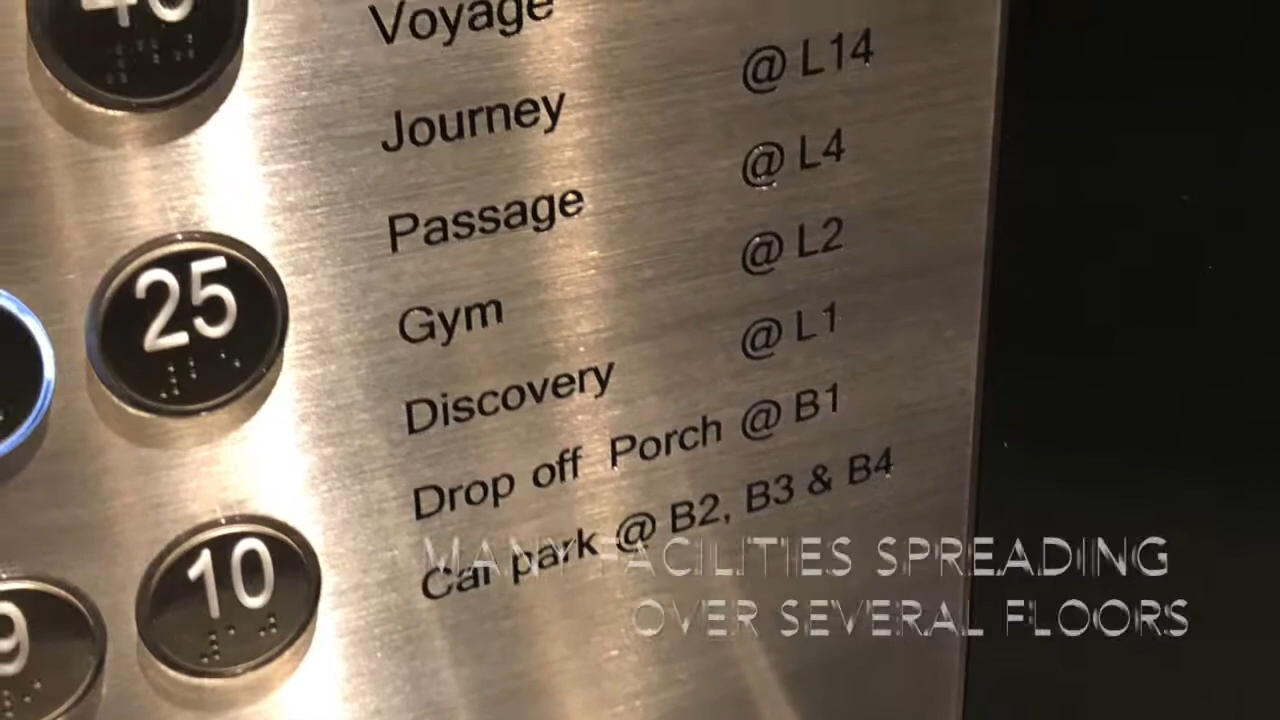 Voyage
Journey @ L14
Passage @ L4
25
Gym @ L2
Discovery @ L1
Drop off Porch @ B1
Car park @ B2, B3 & B4
10
9
MANY FACILITIES SPREADING
OVER SEVERAL FLOORS